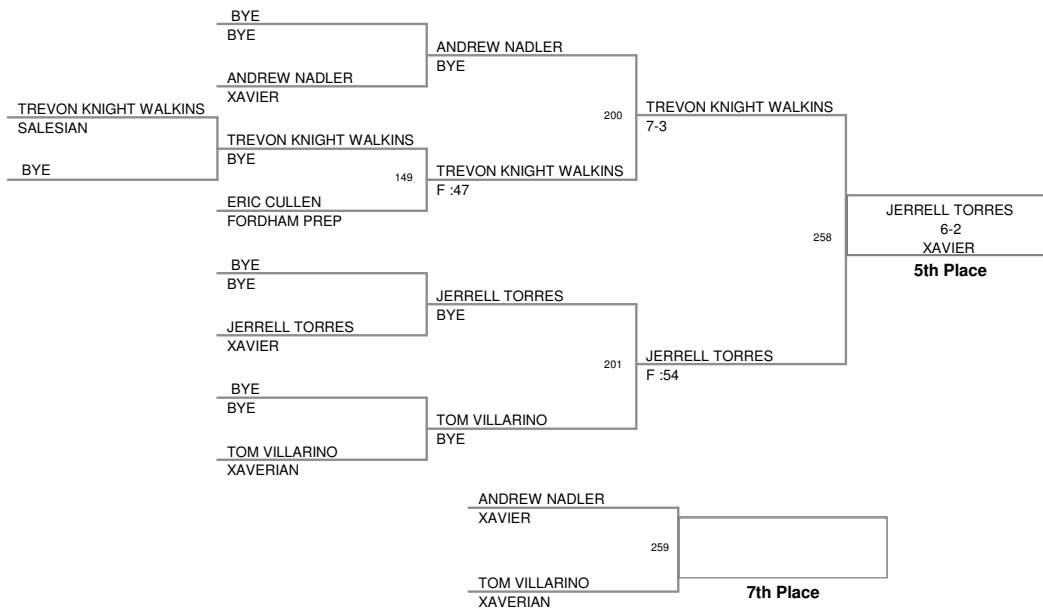 BYE
BYE
ANDREW NADLER
BYE
ANDREW NADLER
XAVIER
TREVON KNIGHT WALKINS
SALESIAN
200
TREVON KNIGHT WALKINS
7-3
TREVON KNIGHT WALKINS
BYE
BYE
149
TREVON KNIGHT WALKINS
F :47
ERIC CULLEN
FORDHAM PREP
JERRELL TORRES
6-2
XAVIER
5th Place
258
BYE
BYE
JERRELL TORRES
BYE
JERRELL TORRES
XAVIER
201
JERRELL TORRES
F :54
BYE
BYE
TOM VILLARINO
BYE
TOM VILLARINO
XAVERIAN
ANDREW NADLER
XAVIER
259
TOM VILLARINO
XAVERIAN
7th Place